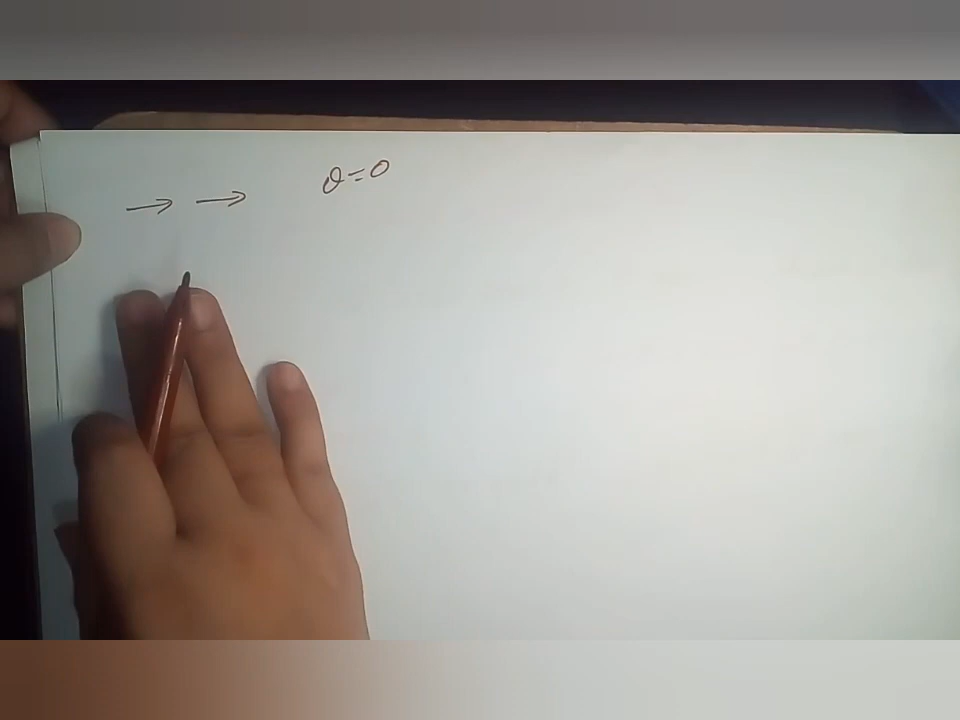 → → θ=0